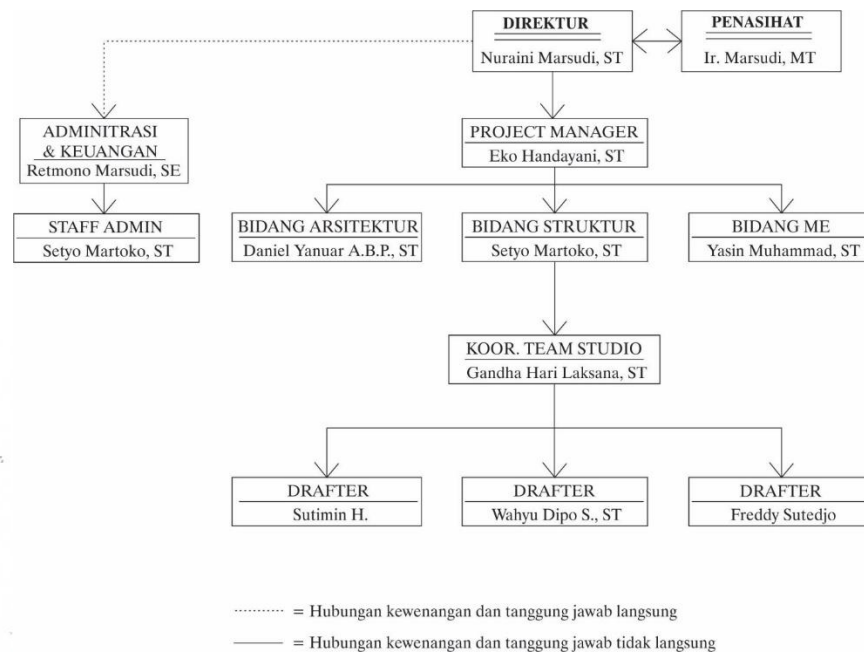 DIREKTUR
Nuraini Marsudi, ST
PENASIHAT
Ir. Marsudi, MT
ADMINITRASI
& KEUANGAN
Retmono Marsudi, SE
PROJECT MANAGER
Eko Handayani, ST
STAFF ADMIN
Setyo Martoko, ST
BIDANG ARSITEKTUR
Daniel Yanuar A.B.P., ST
BIDANG STRUKTUR
Setyo Martoko, ST
BIDANG ME
Yasin Muhammad, ST
KOOR. TEAM STUDIO
Gandha Hari Laksana, ST
DRAFTER
Sutimin H.
DRAFTER
Wahyu Dipo S., ST
DRAFTER
Freddy Sutedjo
= Hubungan kewenangan dan tanggung jawab langsung
= Hubungan kewenangan dan tanggung jawab tidak langsung